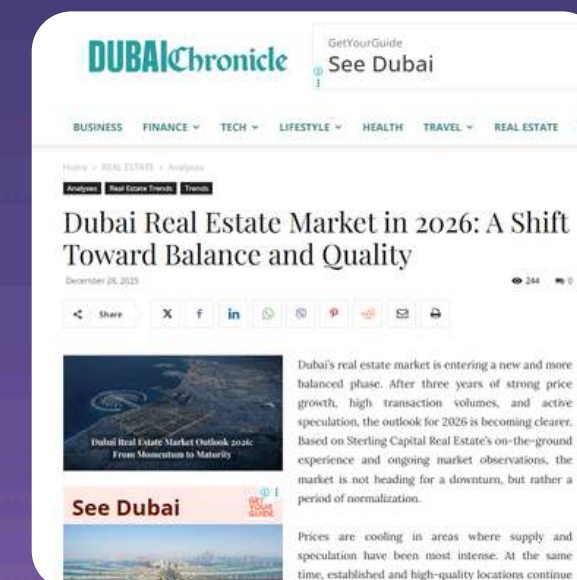 DUBAIChronicle
GetYourGuide
See Dubai
BUSINESS FINANCE TECH LIFESTYLE HEALTH TRAVEL REAL ESTATE
Home > REAL ESTATE > Analyses
Analyses Real Estate Trends Trends
Dubai Real Estate Market in 2026: A Shift
Toward Balance and Quality
December 28, 2025
244 0
Share
Dubai Real Estate Market Outlook 2026:
From Momentum to Maturity
Dubai's real estate market is entering a new and more
balanced phase. After three years of strong price
growth, high transaction volumes, and active
speculation, the outlook for 2026 is becoming clearer.
Based on Sterling Capital Real Estate's on-the-ground
experience and ongoing market observations, the
market is not heading for a downturn, but rather a
period of normalization.
See Dubai
GET
YOUR
GUIDE
Prices are cooling in areas where supply and
speculation have been most intense. At the same
time, established and high-quality locations continue